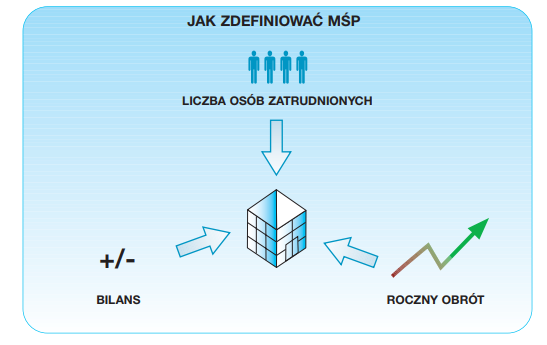 JAK ZDEFINIOWAĆ MŚP
LICZBA OSÓB ZATRUDNIONYCH
+/-
BILANS
ROCZNY OBRÓT